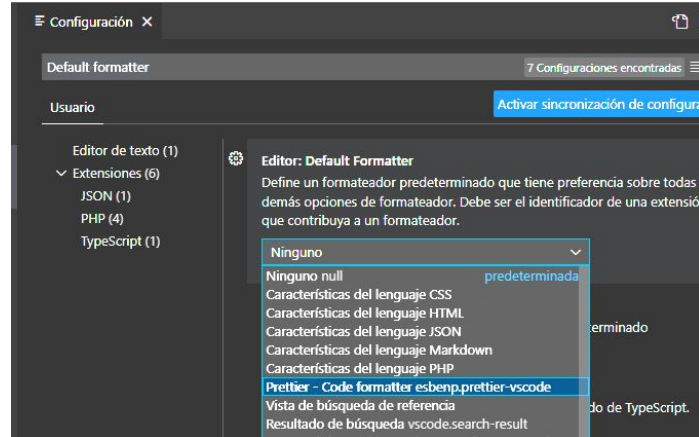 Configuración
Default formatter
7 Configuraciones encontradas
Usuario
Activar sincronización de configura
Editor de texto (1)
Extensiones (6)
JSON (1)
PHP (4)
TypeScript (1)
Editor: Default Formatter
Define un formateador predeterminado que tiene preferencia sobre todas
demás opciones de formateador. Debe ser el identificador de una extensió
que contribuya a un formateador.
Ninguno
Ninguno null predeterminada
Características del lenguaje CSS
Características del lenguaje HTML
Características del lenguaje JSON
erminado
Características del lenguaje Markdown
Características del lenguaje PHP
Prettier - Code formatter esbenp.prettier-vscode
Vista de búsqueda de referencia
do de TypeScript.
Resultado de búsqueda vscode.search-result